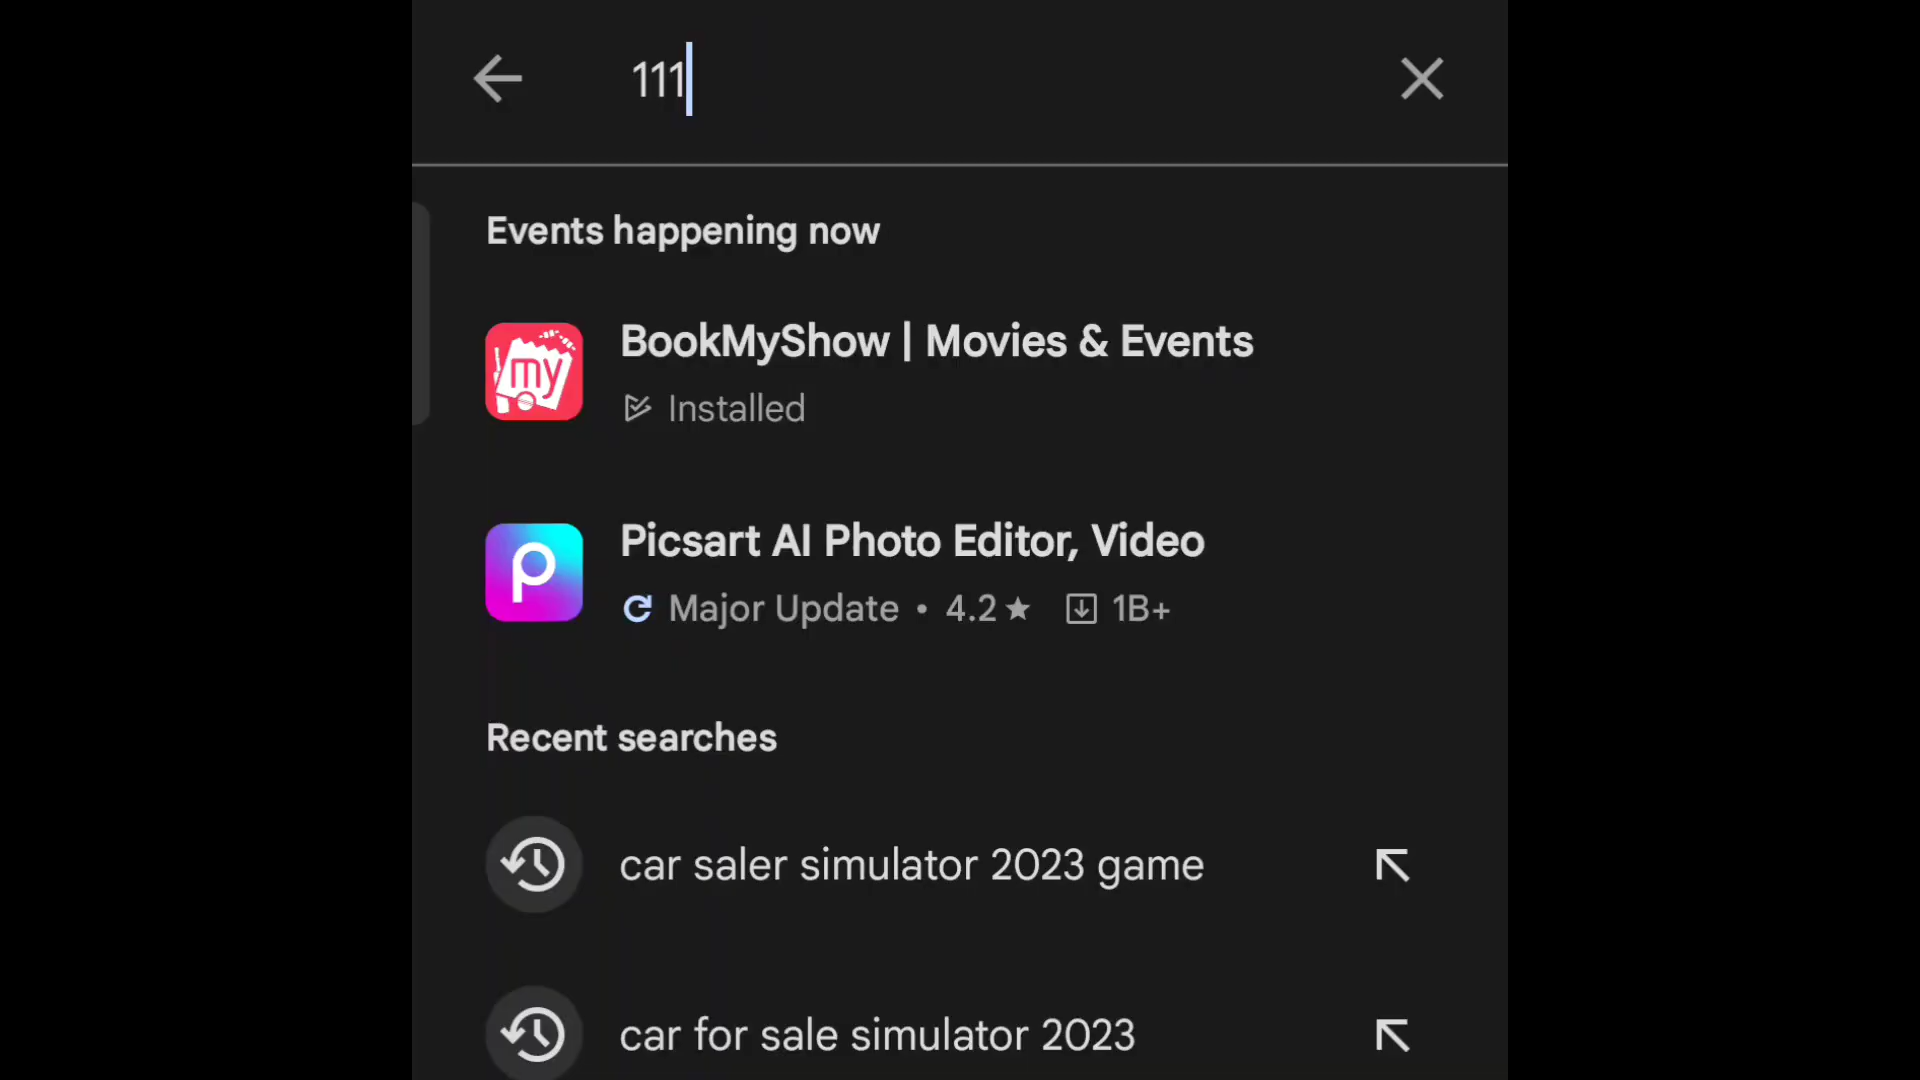 111
Events happening now
BookMyShow | Movies & Events
my
Installed
Picsart AI Photo Editor, Video
P
Major Update • 4.2★ 1B+
Recent searches
car saler simulator 2023 game
car for sale simulator 2023